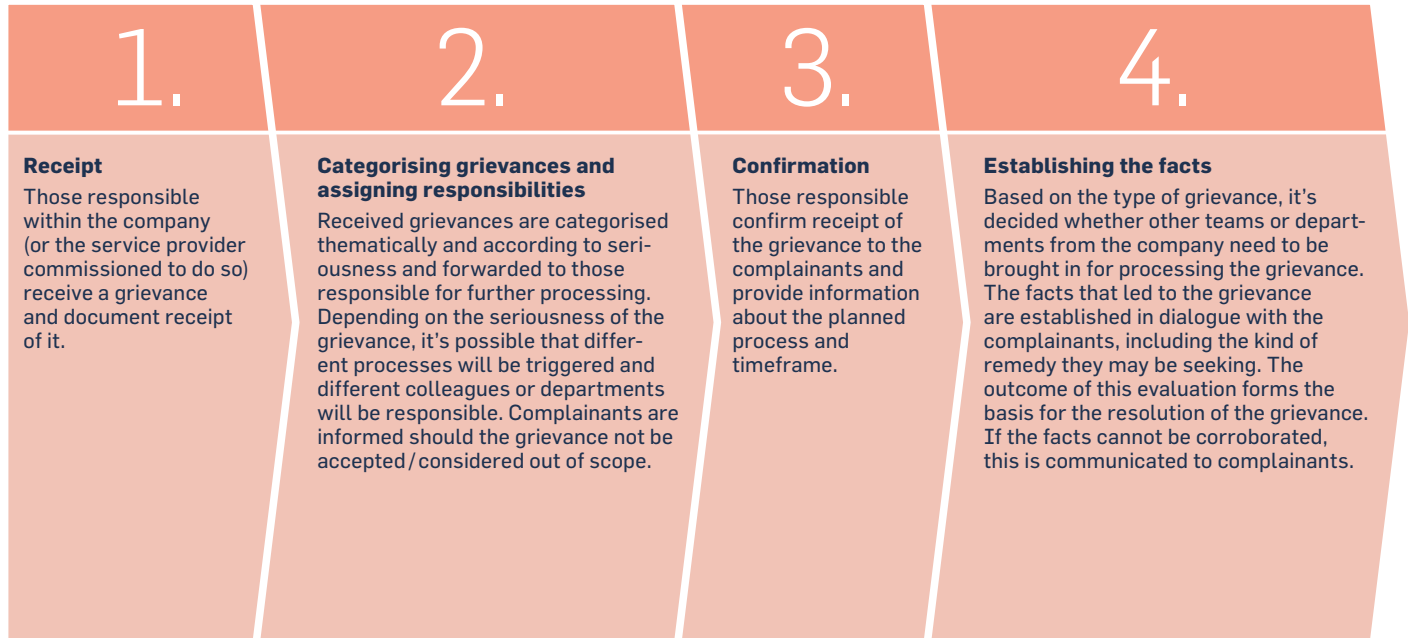 1.
Receipt
Those responsible
within the company
(or the service provider
commissioned to do so)
receive a grievance
and document receipt
of it.
2.
Categorising grievances and
assigning responsibilities
Received grievances are categorised
thematically and according to seri-
ousness and forwarded to those
responsible for further processing.
Depending on the seriousness of the
grievance, it’s possible that differ-
ent processes will be triggered and
different colleagues or departments
will be responsible. Complainants are
informed should the grievance not be
accepted/considered out of scope.
3.
Confirmation
Those responsible
confirm receipt of
the grievance to the
complainants and
provide information
about the planned
process and
timeframe.
4.
Establishing the facts
Based on the type of grievance, it’s
decided whether other teams or depart-
ments from the company need to be
brought in for processing the grievance.
The facts that led to the grievance
are established in dialogue with the
complainants, including the kind of
remedy they may be seeking. The
outcome of this evaluation forms the
basis for the resolution of the grievance.
If the facts cannot be corroborated,
this is communicated to complainants.